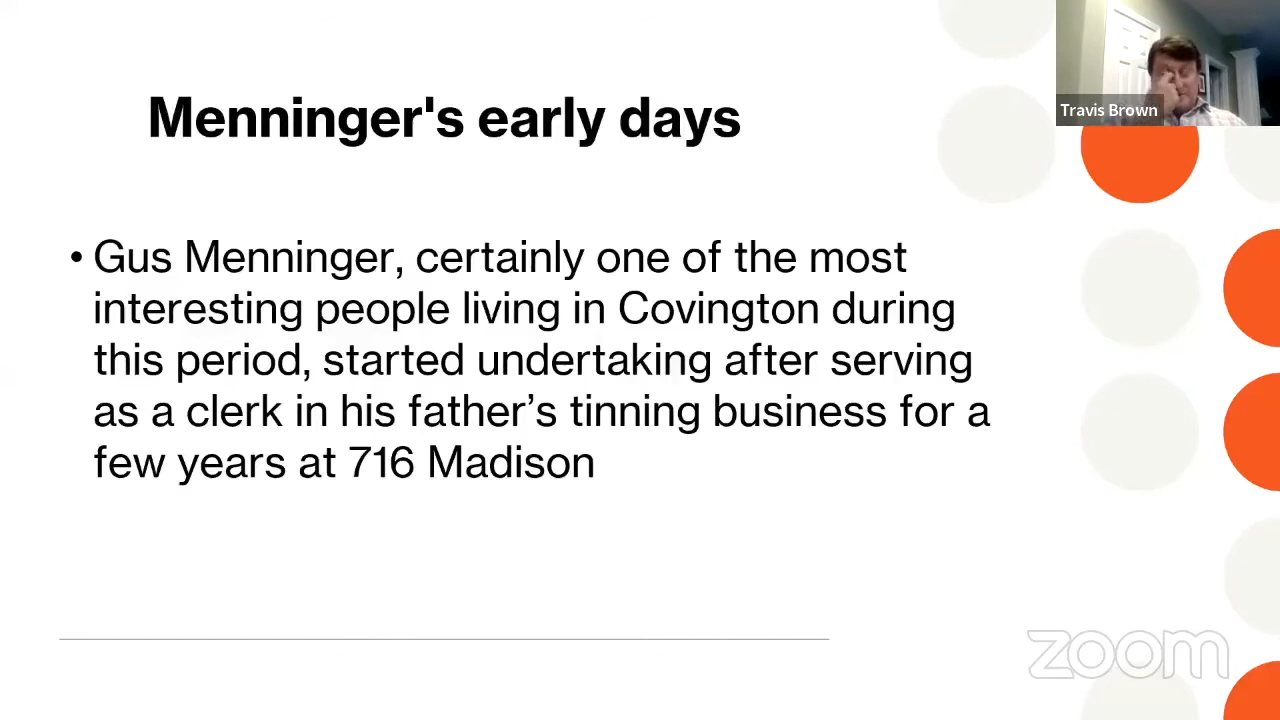 Menninger's early days
Travis Brown
• Gus Menninger, certainly one of the most
interesting people living in Covington during
this period, started undertaking after serving
as a clerk in his father’s tinning business for a
few years at 716 Madison
zoom